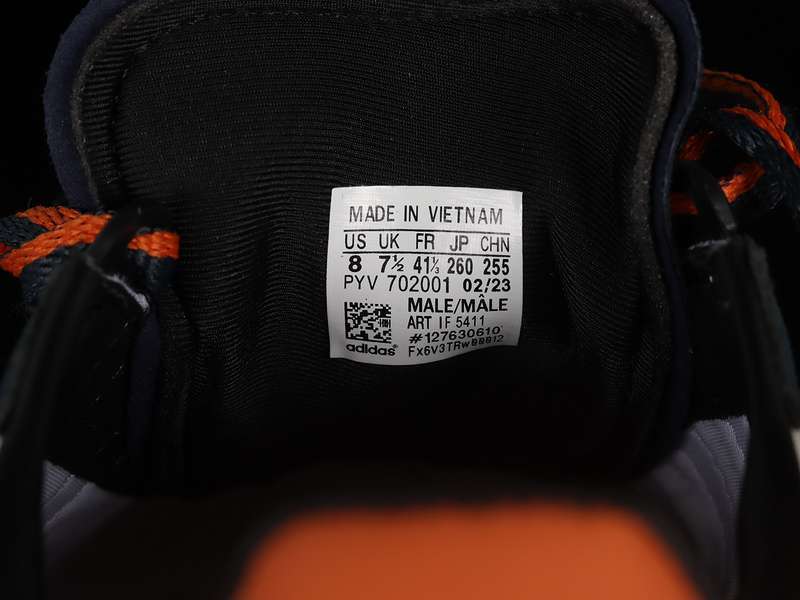 MADE IN VIETNAM
US UK FR JP CHN
8 7½ 41⅓ 260 255
PYV 702001 02/23
MALE/MÂLE
ART IF 5411
#127630610
adidas